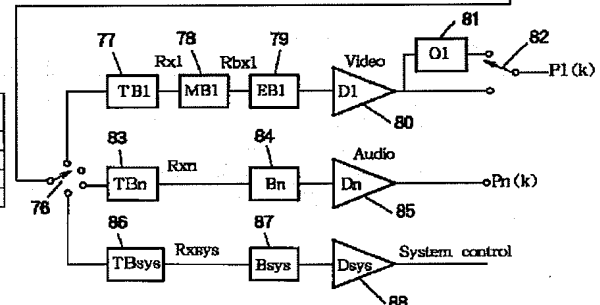 77 78 79 81 82
Rx1 Rbx1 Video O1
TB1 MB1 EB1 D1 P1(k)
80
83 84 Audio
Rxn
TBn Bn Dn Pn(k)
76 85
86 87
Rxsys System control
TBsys Bsys Dsys
88